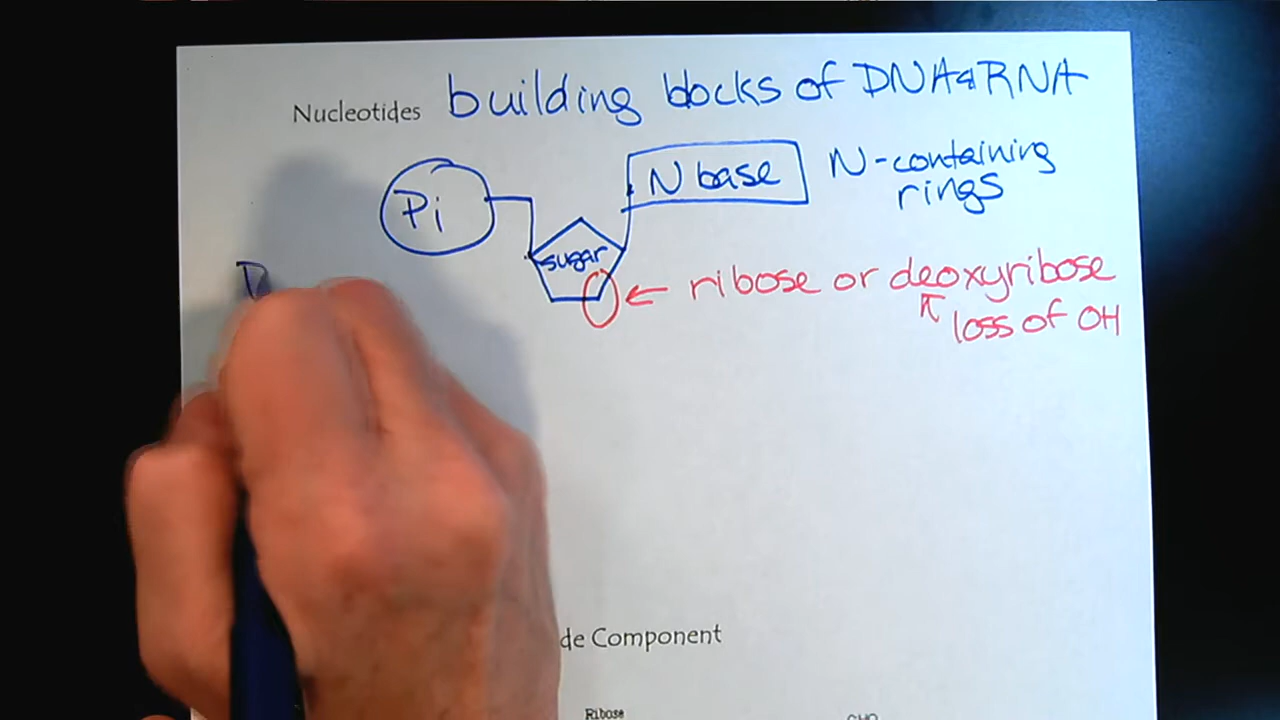 Nucleotides building blocks of DNA & RNA
Pi
N base
N-containing
rings
sugar
← ribose or deoxyribose
loss of OH
D
de Component
Ribose
CHO